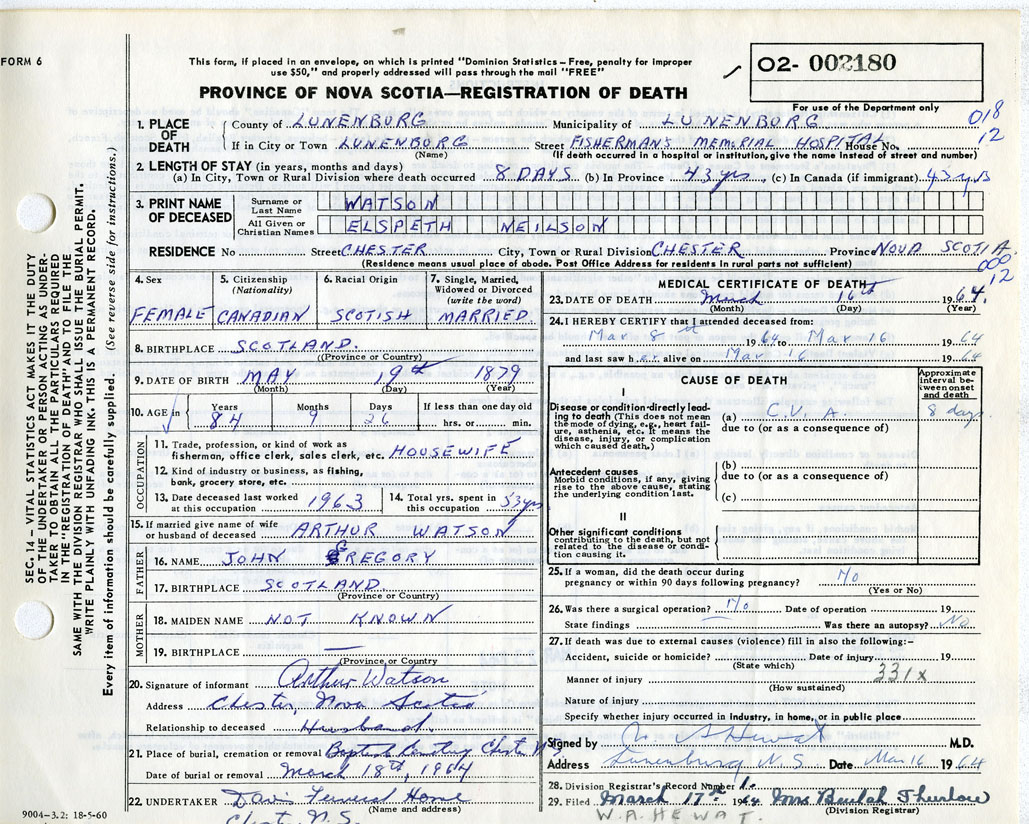 FORM 6
This form, if placed in an envelope, on which is printed "Dominion Statistics – Free, penalty for improper
use $50," and properly addressed will pass through the mail "FREE"
PROVINCE OF NOVA SCOTIA—REGISTRATION OF DEATH
O2- 002180
For use of the Department only
018
12
1. PLACE OF DEATH
County of LUNENBURG Municipality of LUNENBURG
If in City or Town LUNENBURG Street FISHERMAN'S MEMORIAL HOSPITAL House No.
(Name) (If death occurred in a hospital or institution, give the name instead of street and number)
2. LENGTH OF STAY (in years, months and days)
(a) In City, Town or Rural Division where death occurred 8 DAYS (b) In Province 43 yrs (c) In Canada (if immigrant) 43 yrs
3. PRINT NAME OF DECEASED
Surname or Last Name WATSON
All Given or Christian Names ELSPETH NEILSON
RESIDENCE No Street CHESTER City, Town or Rural Division CHESTER Province NOVA SCOTIA
(Residence means usual place of abode. Post Office Address for residents in rural parts not sufficient)
000
12
4. Sex FEMALE
5. Citizenship (Nationality) CANADIAN
6. Racial Origin SCOTISH
7. Single, Married, Widowed or Divorced (write the word) MARRIED.
8. BIRTHPLACE SCOTLAND.
(Province or Country)
9. DATE OF BIRTH MAY 19th 1879
(Month) (Day) (Year)
10. AGE in Years Months Days If less than one day old
84 9 26 hrs. or min.
OCCUPATION
11. Trade, profession, or kind of work as
fisherman, office clerk, sales clerk, etc. HOUSEWIFE
12. Kind of industry or business, as fishing,
bank, grocery store, etc.
13. Date deceased last worked at this occupation 1963
14. Total yrs. spent in this occupation 53 yrs
15. If married give name of wife
or husband of deceased ARTHUR WATSON
FATHER
16. NAME JOHN GREGORY
17. BIRTHPLACE SCOTLAND
(Province or Country)
MOTHER
18. MAIDEN NAME NOT KNOWN
19. BIRTHPLACE —
(Province or Country)
20. Signature of informant Arthur Watson
Address Chester, Nova Scotia
Relationship to deceased Husband.
21. Place of burial, cremation or removal Baptist Cemetery Chester N.S.
Date of burial or removal March 18th, 1964
22. UNDERTAKER Davis Funeral Home
(Name and address)
Chester N.S.
9004-3.2: 18-5-60
MEDICAL CERTIFICATE OF DEATH
23. DATE OF DEATH March 16th 1964.
(Month) (Day) (Year)
24. I HEREBY CERTIFY that I attended deceased from:
Mar 8th 1964 to Mar 16 1964
and last saw h er alive on Mar 16 1964
CAUSE OF DEATH
Approximate interval between onset and death
I
Disease or condition directly leading to death (This does not mean
the mode of dying, e.g., heart failure, asthenia, etc. It means the
disease, injury, or complication
which caused death.)
(a) C.V.A. 8 days
due to (or as a consequence of)
Antecedent causes
Morbid conditions, if any, giving
rise to the above cause, stating
the underlying condition last.
(b)
due to (or as a consequence of)
(c)
II
Other significant conditions
contributing to the death, but not
related to the disease or condition causing it.
25. If a woman, did the death occur during
pregnancy or within 90 days following pregnancy? No
(Yes or No)
26. Was there a surgical operation? No Date of operation 19
State findings Was there an autopsy? No
27. If death was due to external causes (violence) fill in also the following:–
Accident, suicide or homicide? Date of injury 19
(State which)
331x
Manner of injury
(How sustained)
Nature of injury
Specify whether injury occurred in industry, in home, or in public place
Signed by W A Hewat M.D.
Address Lunenburg N.S Date Mar 16 1964
28. Division Registrar's Record Number 1.
29. Filed March 17th 1964 Mrs Beulah Thurlow
(Division Registrar)
W.A. HEWAT.
SEC. 14 – VITAL STATISTICS ACT MAKES IT THE DUTY
OF THE UNDERTAKER OR PERSON ACTING AS UNDER-
TAKER TO OBTAIN ALL THE PARTICULARS REQUIRED
IN THE "REGISTRATION OF DEATH" AND TO FILE THE
SAME WITH THE DIVISION REGISTRAR WHO SHALL ISSUE THE BURIAL PERMIT.
WRITE PLAINLY WITH UNFADING INK. THIS IS A PERMANENT RECORD.
Every item of information should be carefully supplied. (See reverse side for instructions.)